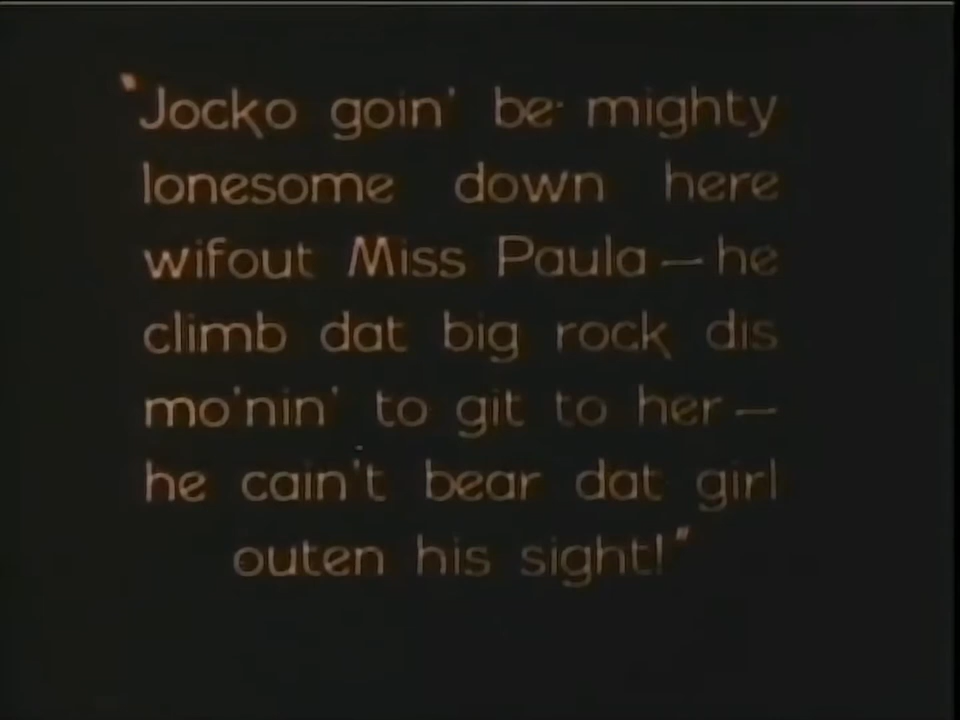 "Jocko goin' be mighty
lonesome down here
wifout Miss Paula — he
climb dat big rock dis
mo'nin' to git to her —
he cain't bear dat girl
outen his sight!"